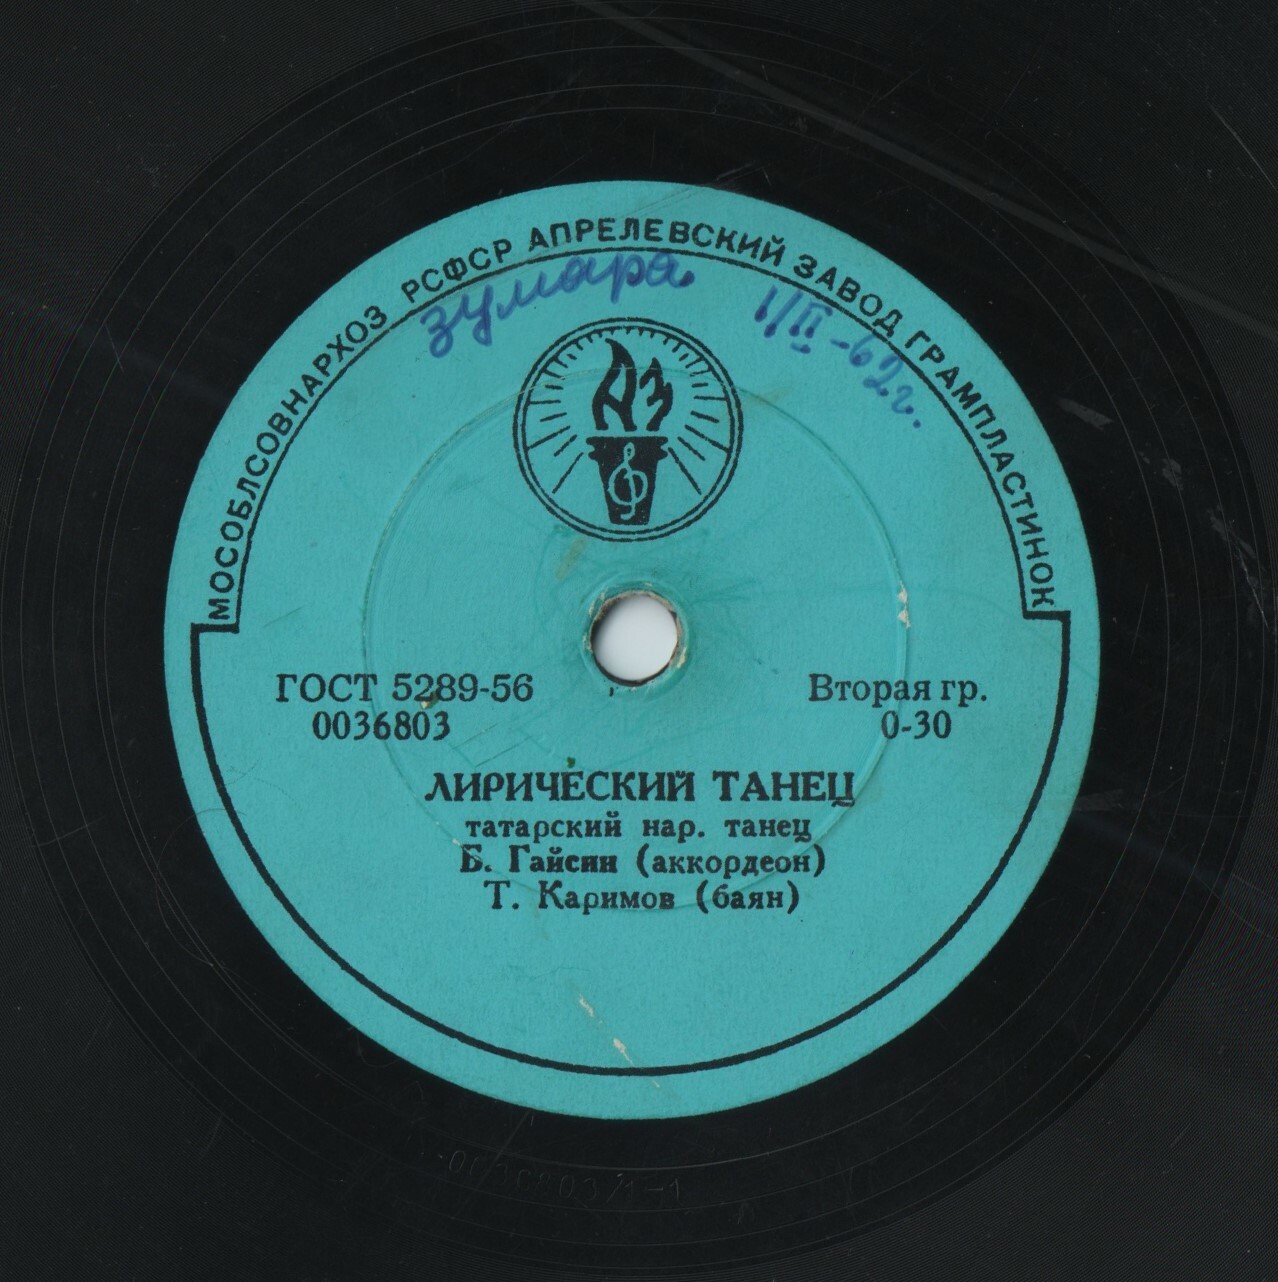 МОСОБЛСОВНАРХОЗ РСФСР АПРЕЛЕВСКИЙ ЗАВОД ГРАМПЛАСТИНОК
зумара
1/II-62г.
АЗ
ГОСТ 5289-56
0036803
Вторая гр.
0-30
ЛИРИЧЕСКИЙ ТАНЕЦ
татарский нар. танец
Б. Гайсин (аккордеон)
Т. Каримов (баян)